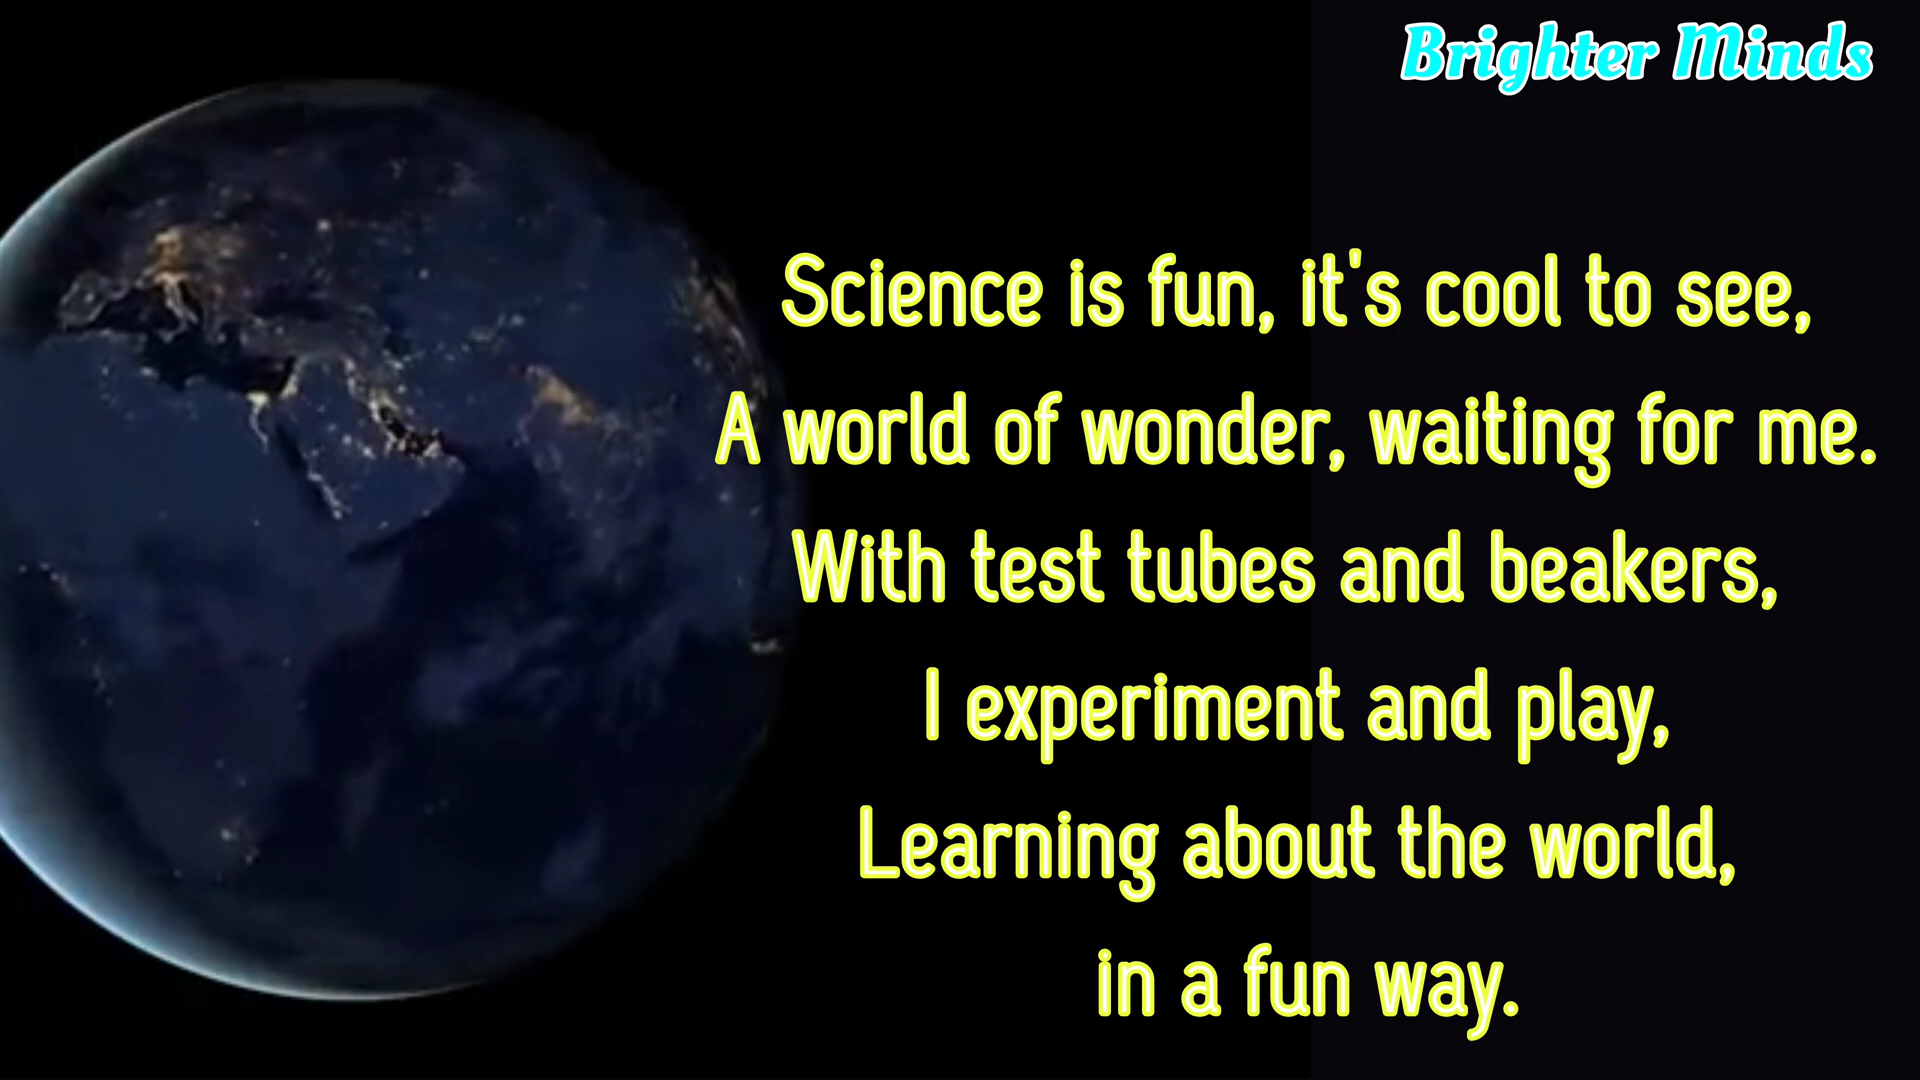 Brighter Minds
Science is fun, it's cool to see,
A world of wonder, waiting for me.
With test tubes and beakers,
I experiment and play,
Learning about the world,
in a fun way.